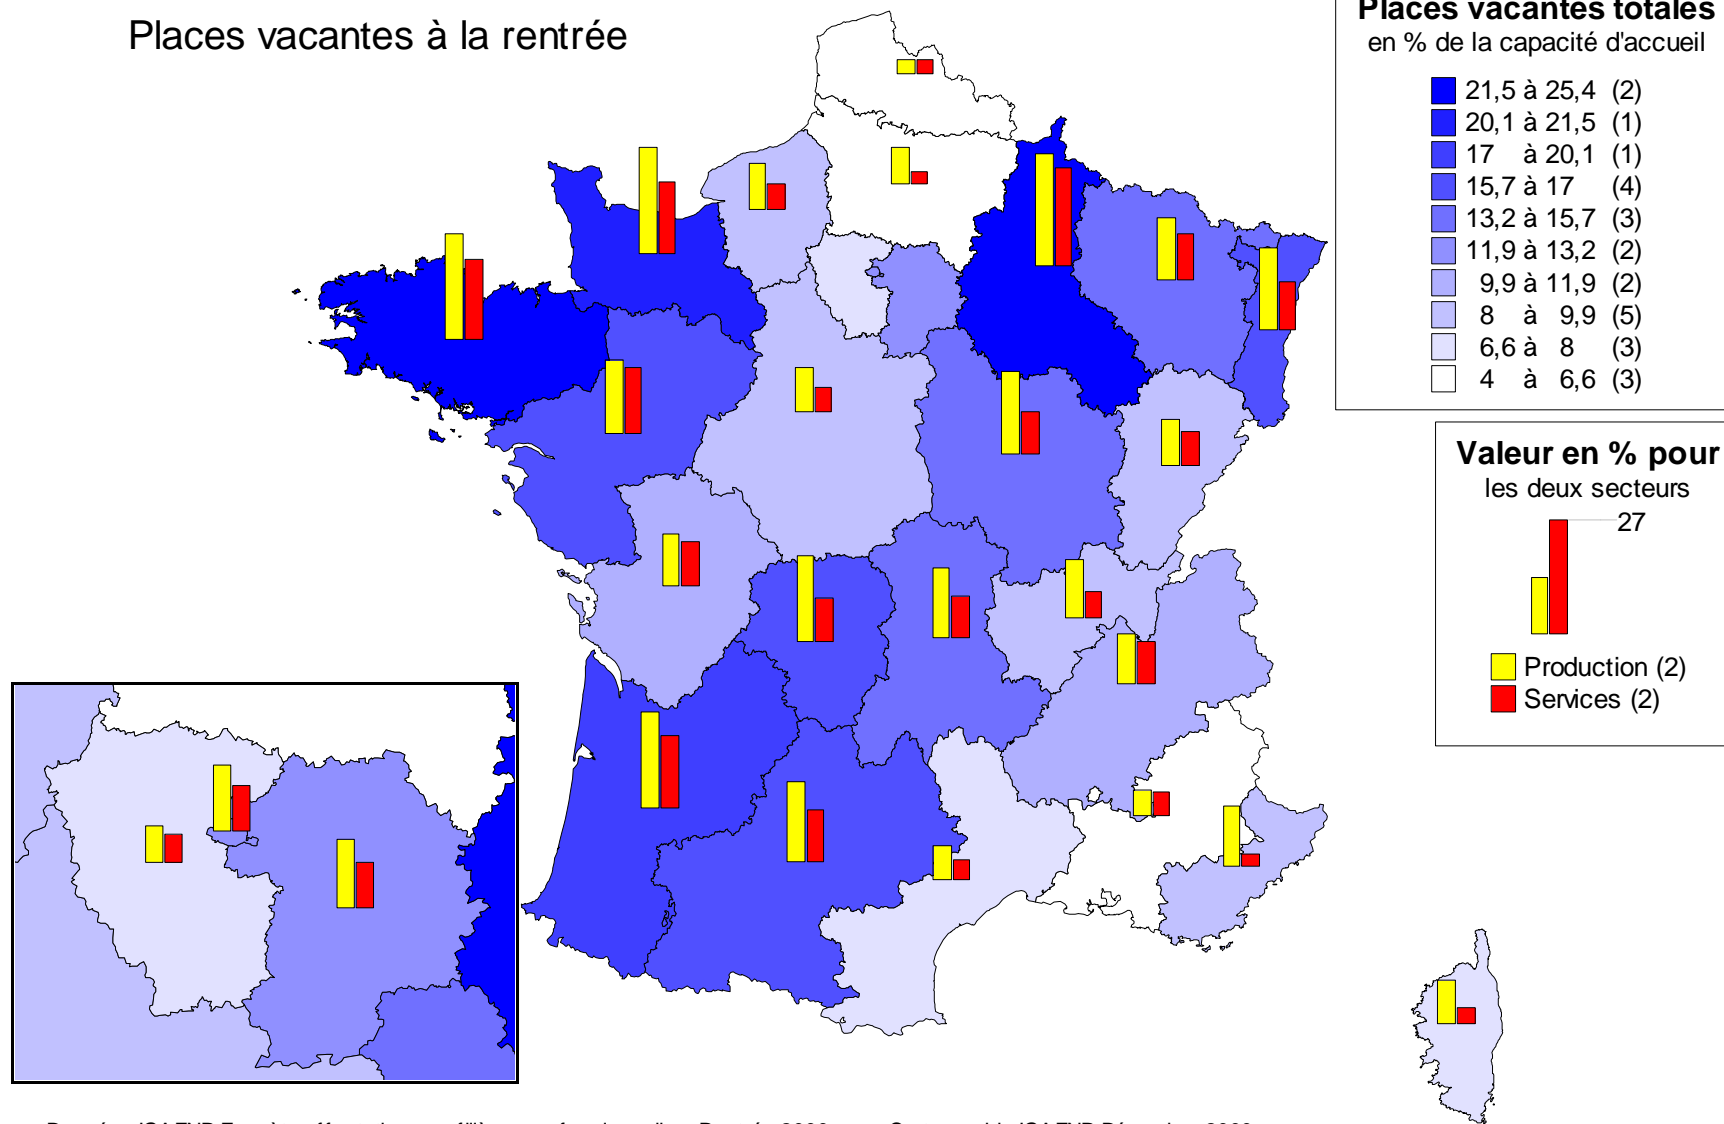 Places vacantes à la rentrée
Places vacantes totales
en % de la capacité d'accueil
21,5 à 25,4 (2)
20,1 à 21,5 (1)
17 à 20,1 (1)
15,7 à 17 (4)
13,2 à 15,7 (3)
11,9 à 13,2 (2)
9,9 à 11,9 (2)
8 à 9,9 (5)
6,6 à 8 (3)
4 à 6,6 (3)
Valeur en % pour
les deux secteurs
27
Production (2)
Services (2)